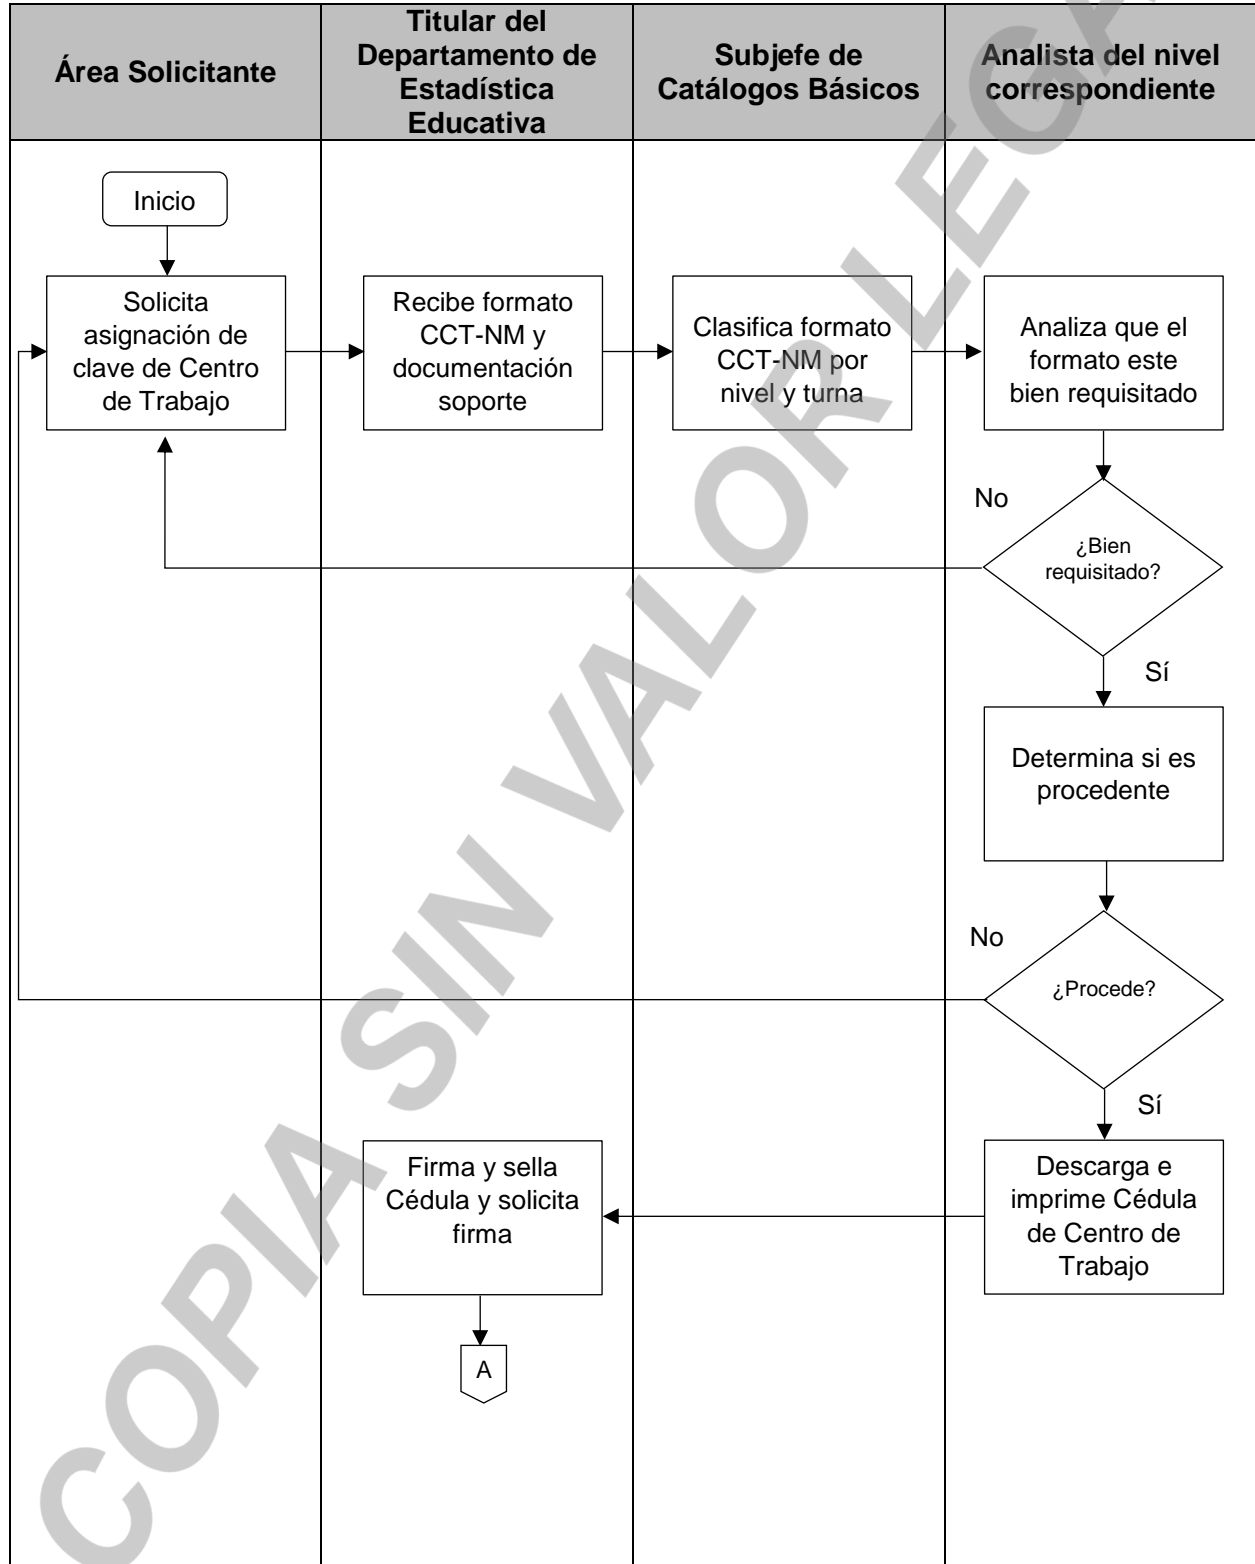 Área Solicitante
Titular del
Departamento de
Estadística
Educativa
Subjefe de
Catálogos Básicos
Analista del nivel
correspondiente
Inicio
Solicita
asignación de
clave de Centro
de Trabajo
Recibe formato
CCT-NM y
documentación
soporte
Clasifica formato
CCT-NM por
nivel y turna
Analiza que el
formato este
bien requisitado
No
¿Bien
requisitado?
Sí
Determina si es
procedente
No
¿Procede?
Sí
Firma y sella
Cédula y solicita
firma
Descarga e
imprime Cédula
de Centro de
Trabajo
A
COPIA SIN VALOR LEGA